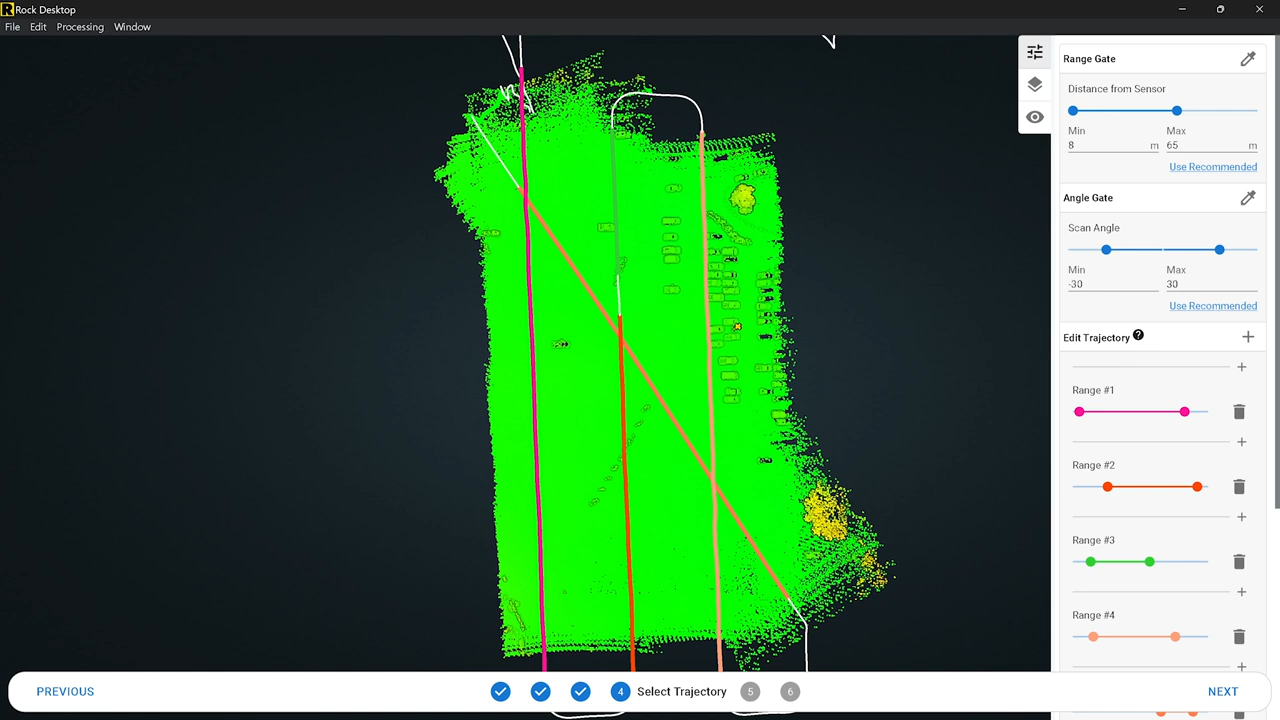 Rock Desktop
File Edit Processing Window
Range Gate
Distance from Sensor
Min Max
8 m 65 m
Use Recommended
Angle Gate
Scan Angle
Min Max
-30 30
Use Recommended
Edit Trajectory ?
Range #1
Range #2
Range #3
Range #4
PREVIOUS 4 Select Trajectory 5 6 NEXT